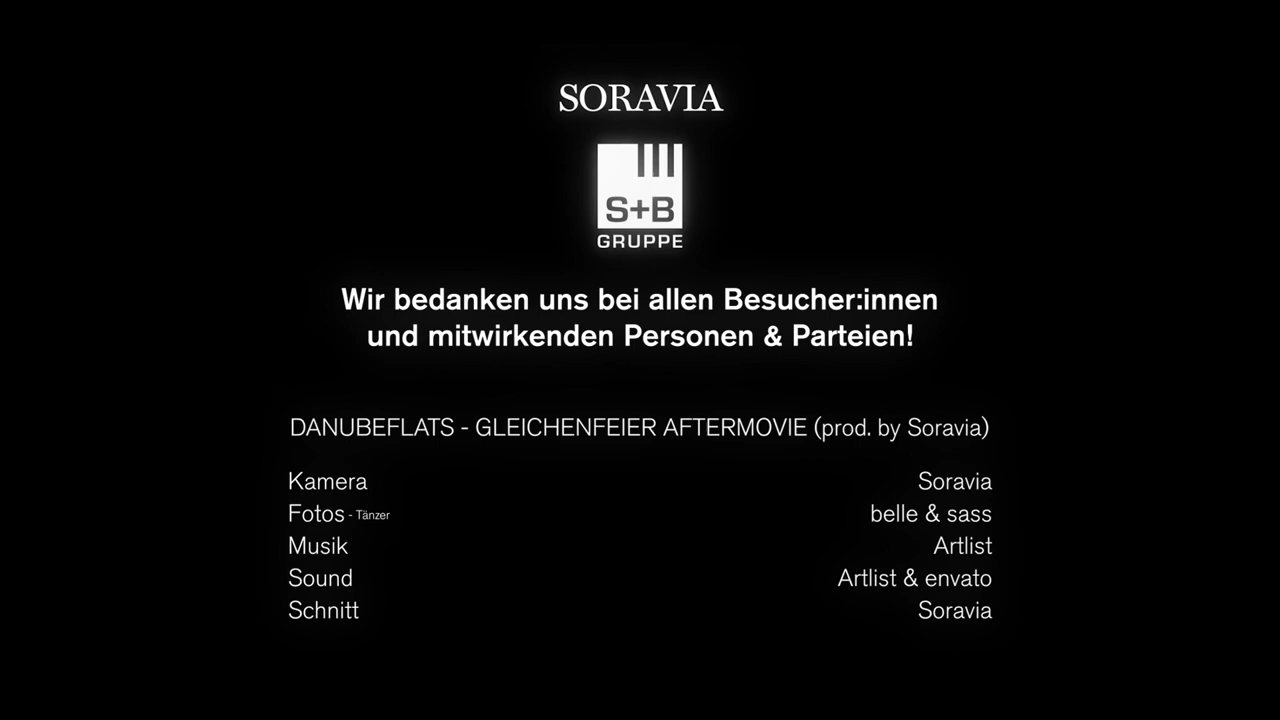 SORAVIA
S+B
GRUPPE
Wir bedanken uns bei allen Besucher:innen
und mitwirkenden Personen & Parteien!
DANUBEFLATS - GLEICHENFEIER AFTERMOVIE (prod. by Soravia)
Kamera Soravia
Fotos - Tänzer belle & sass
Musik Artlist
Sound Artlist & envato
Schnitt Soravia